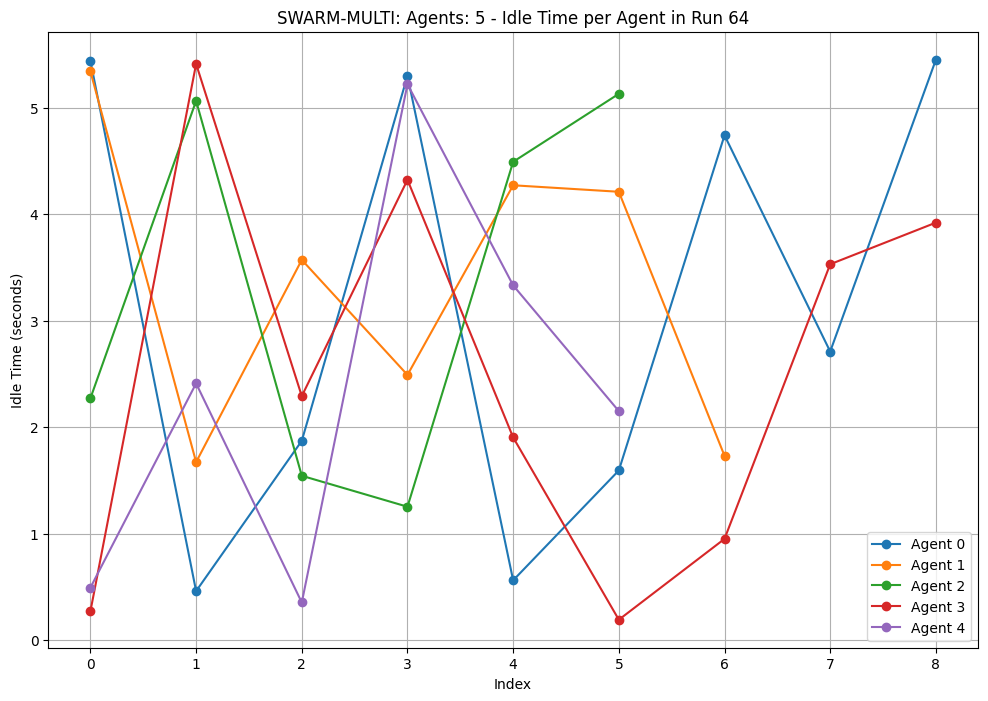 SWARM-MULTI: Agents: 5 - Idle Time per Agent in Run 64
Idle Time (seconds)
5
4
3
2
1
0
0 1 2 3 4 5 6 7 8
Index
Agent 0
Agent 1
Agent 2
Agent 3
Agent 4